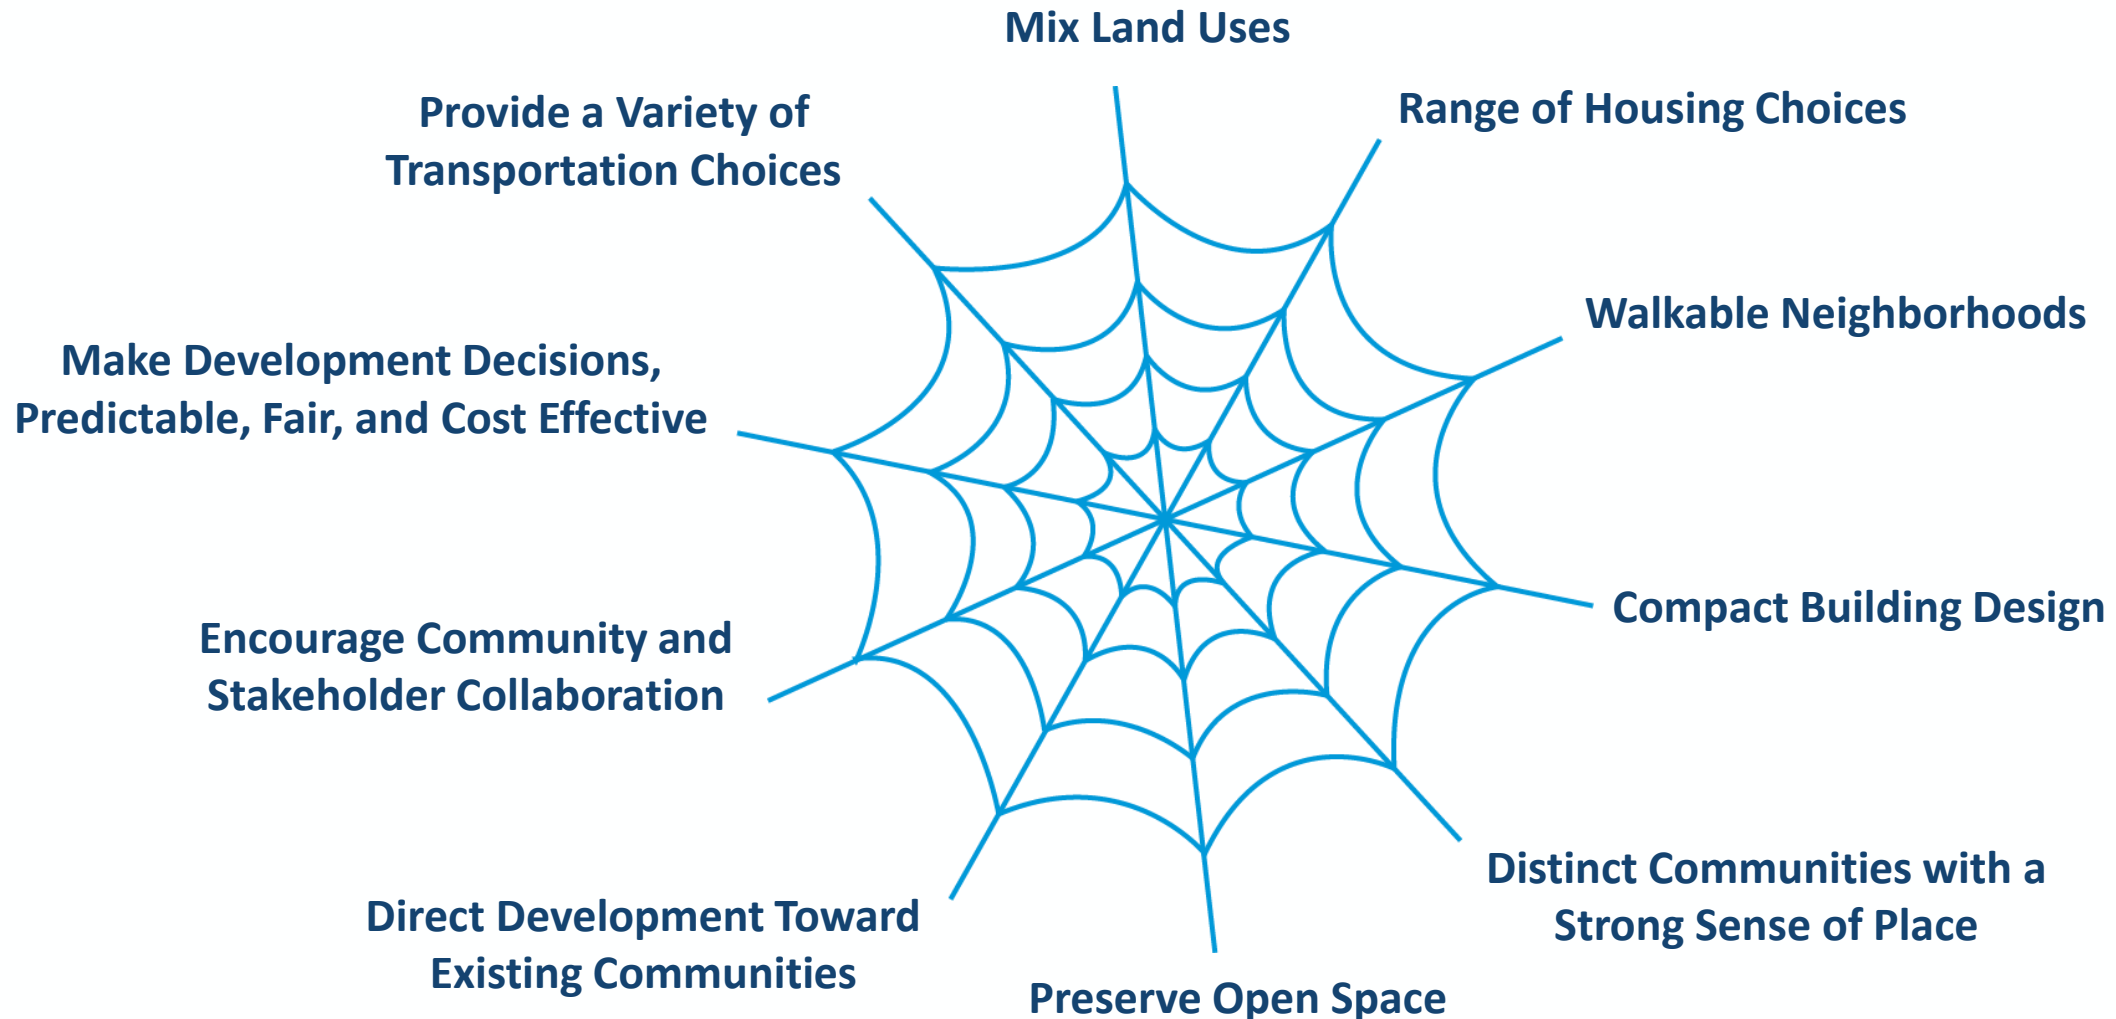 Mix Land Uses
Range of Housing Choices
Walkable Neighborhoods
Compact Building Design
Distinct Communities with a
Strong Sense of Place
Preserve Open Space
Direct Development Toward
Existing Communities
Encourage Community and
Stakeholder Collaboration
Make Development Decisions,
Predictable, Fair, and Cost Effective
Provide a Variety of
Transportation Choices